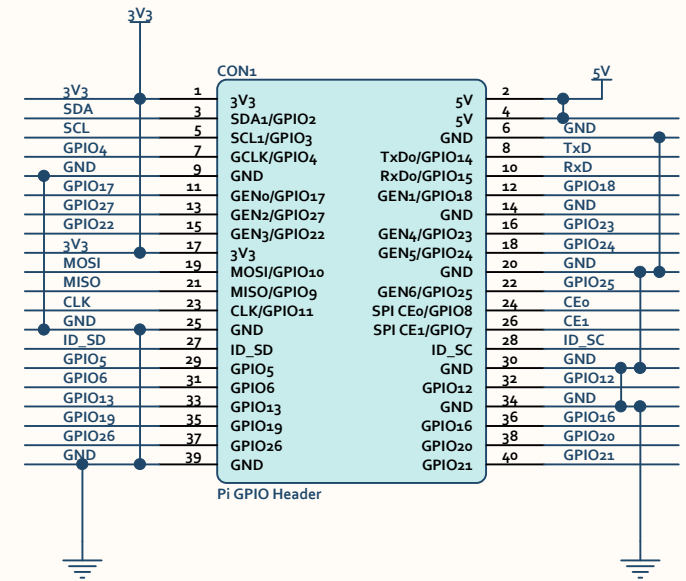 3V3
CON1
5V
3V3 1 3V3 5V 2
SDA 3 SDA1/GPIO2 5V 4
SCL 5 SCL1/GPIO3 GND 6 GND
GPIO4 7 GCLK/GPIO4 TxD0/GPIO14 8 TxD
GND 9 GND RxD0/GPIO15 10 RxD
GPIO17 11 GEN0/GPIO17 GEN1/GPIO18 12 GPIO18
GPIO27 13 GEN2/GPIO27 GND 14 GND
GPIO22 15 GEN3/GPIO22 GEN4/GPIO23 16 GPIO23
3V3 17 3V3 GEN5/GPIO24 18 GPIO24
MOSI 19 MOSI/GPIO10 GND 20 GND
MISO 21 MISO/GPIO9 GEN6/GPIO25 22 GPIO25
CLK 23 CLK/GPIO11 SPI CE0/GPIO8 24 CE0
GND 25 GND SPI CE1/GPIO7 26 CE1
ID_SD 27 ID_SD ID_SC 28 ID_SC
GPIO5 29 GPIO5 GND 30 GND
GPIO6 31 GPIO6 GPIO12 32 GPIO12
GPIO13 33 GPIO13 GND 34 GND
GPIO19 35 GPIO19 GPIO16 36 GPIO16
GPIO26 37 GPIO26 GPIO20 38 GPIO20
GND 39 GND GPIO21 40 GPIO21
Pi GPIO Header